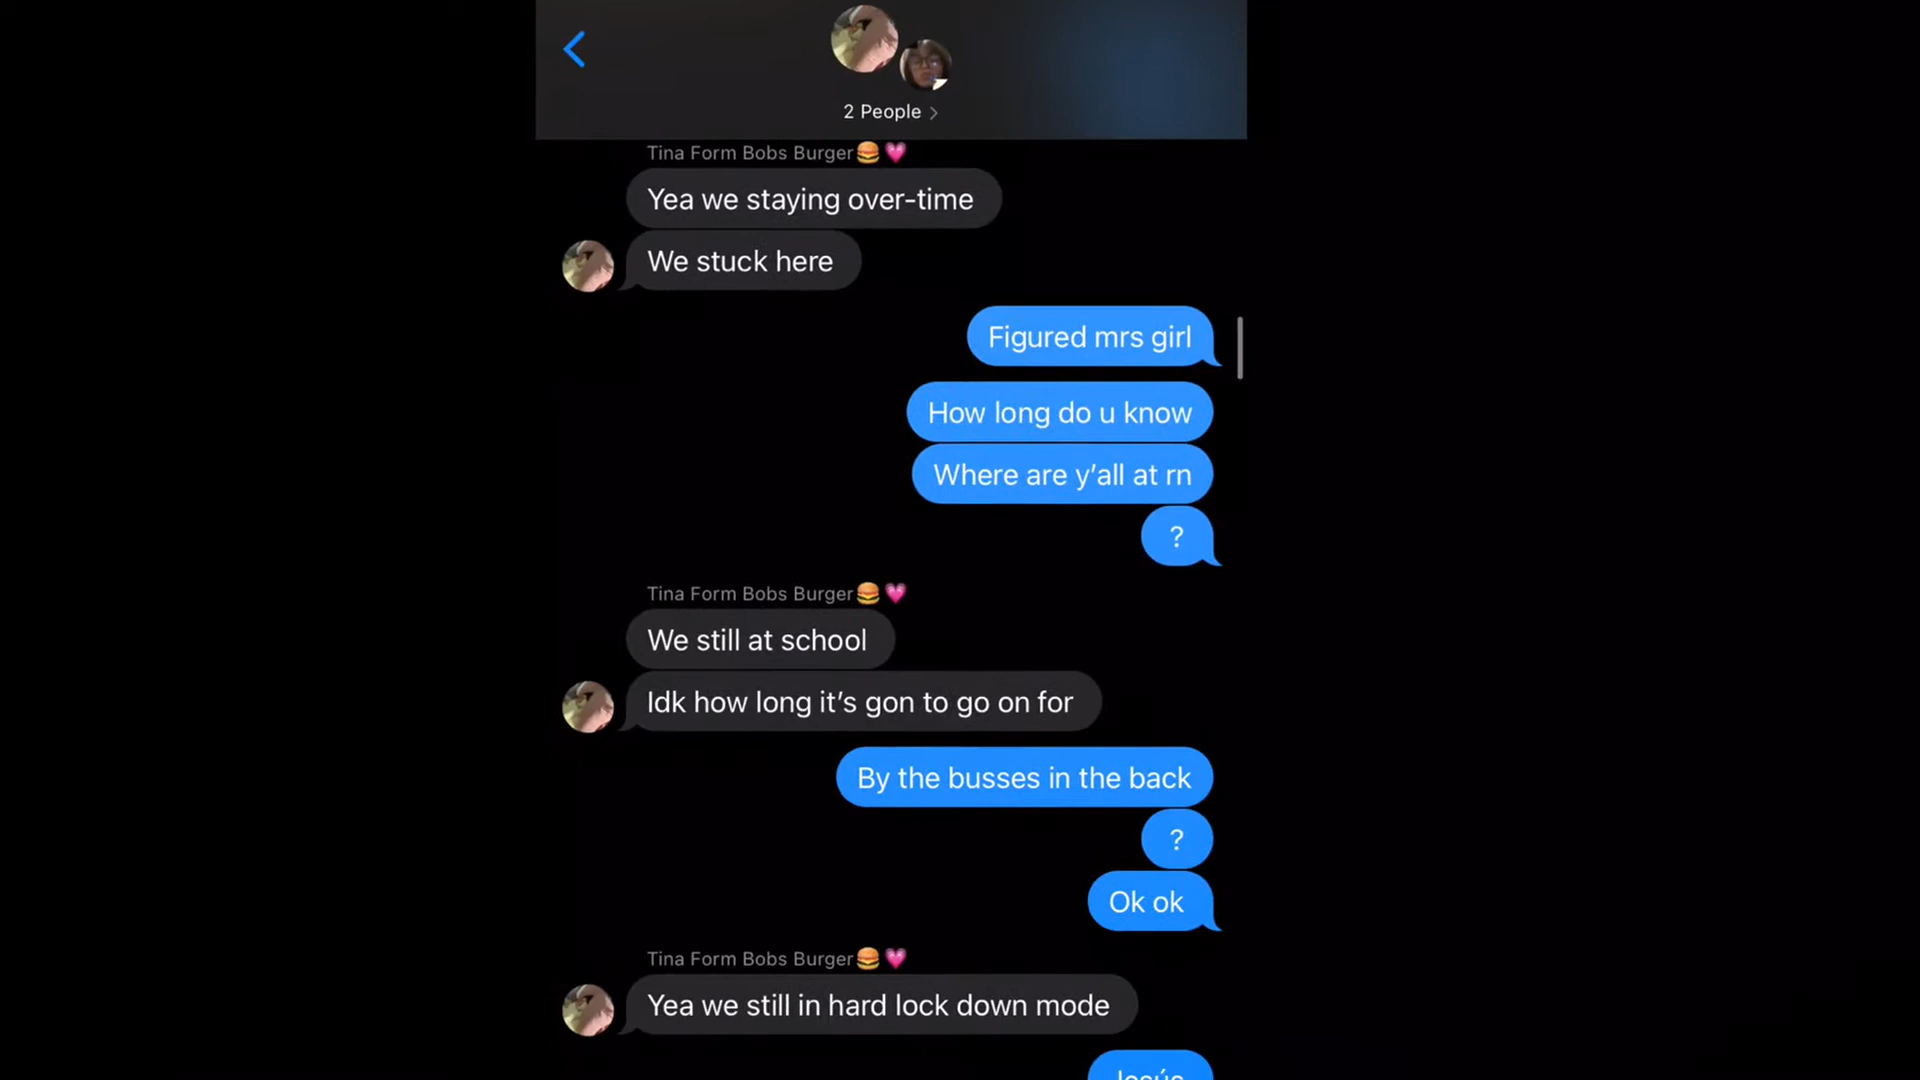 2 People
Tina Form Bobs Burger🍔💗
Yea we staying over-time
We stuck here
Figured mrs girl
How long do u know
Where are y’all at rn
?
Tina Form Bobs Burger🍔💗
We still at school
Idk how long it’s gon to go on for
By the busses in the back
?
Ok ok
Tina Form Bobs Burger🍔💗
Yea we still in hard lock down mode